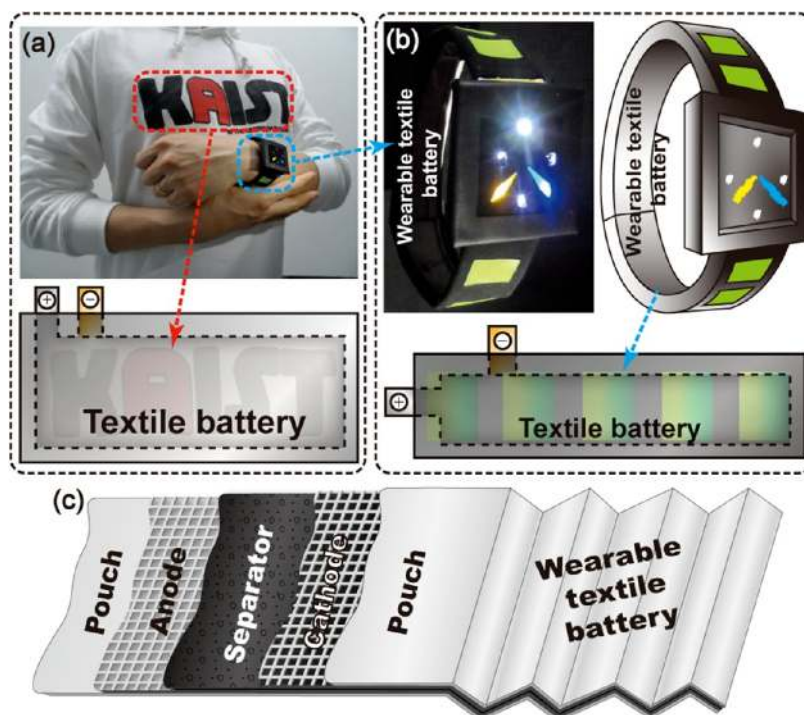 (a)
KAIST
⊕
⊖
KAIST
Textile battery
(b)
Wearable textile
battery
Wearable textile
battery
⊖
⊕
Textile battery
(c)
Pouch
Anode
Separator
Cathode
Pouch
Wearable
textile
battery